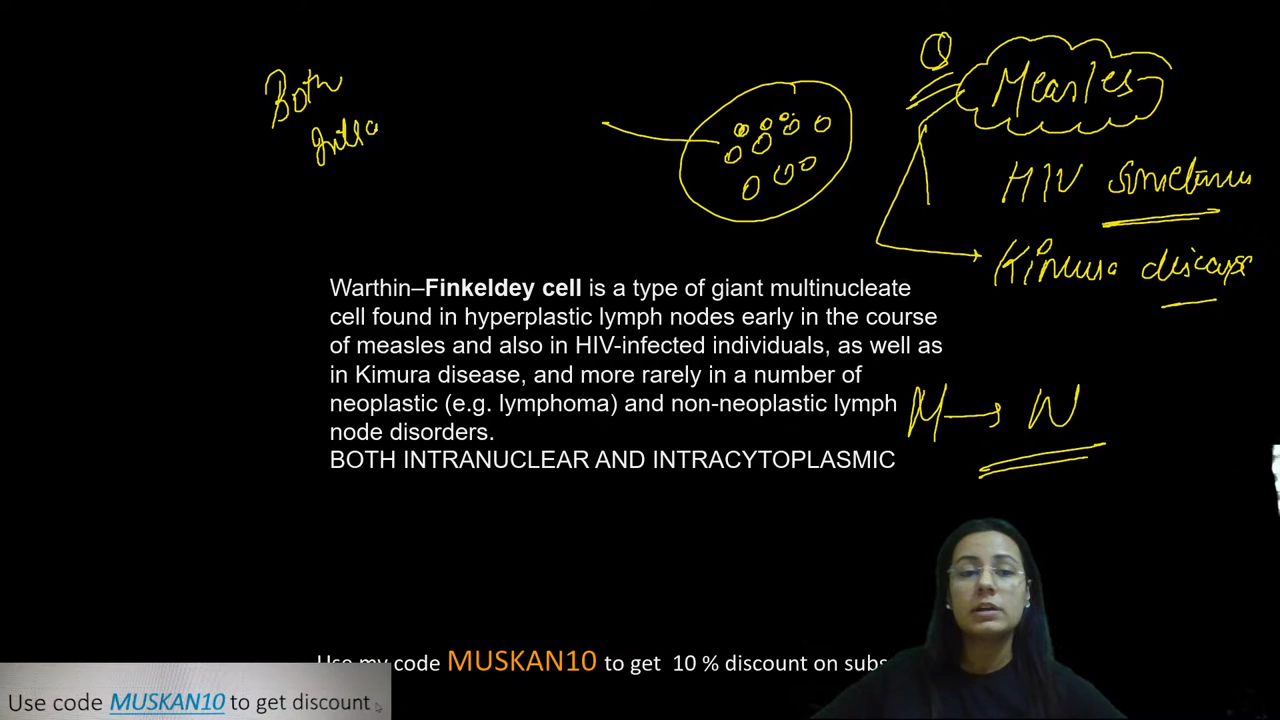 Both
Q
Measles
HIV sometimes
Kimura disease
Warthin–Finkeldey cell is a type of giant multinucleate
cell found in hyperplastic lymph nodes early in the course
of measles and also in HIV-infected individuals, as well as
in Kimura disease, and more rarely in a number of
neoplastic (e.g. lymphoma) and non-neoplastic lymph
node disorders.
BOTH INTRANUCLEAR AND INTRACYTOPLASMIC
M → W
Use my code MUSKAN10 to get 10 % discount on subs
Use code MUSKAN10 to get discount